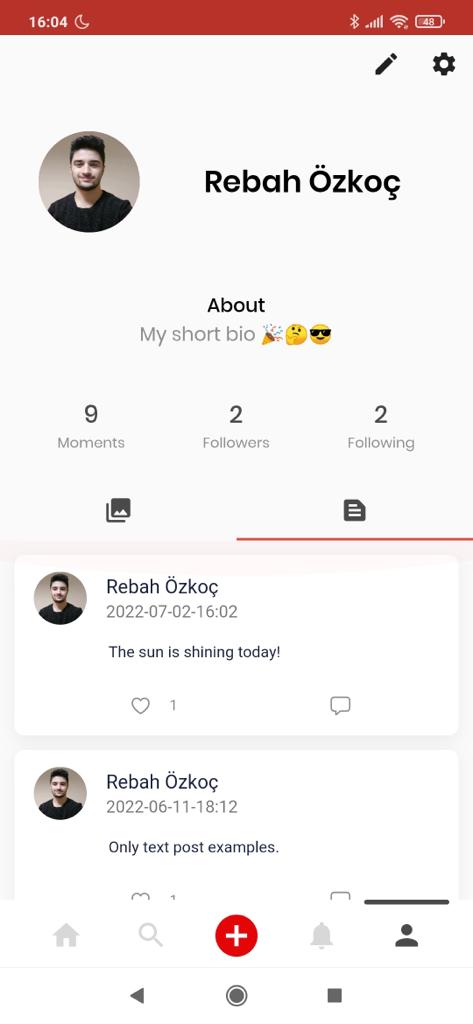 16:04
48
Rebah Özkoç
About
My short bio 🎉🤔😎
9 2 2
Moments Followers Following
Rebah Özkoç
2022-07-02-16:02
The sun is shining today!
1
Rebah Özkoç
2022-06-11-18:12
Only text post examples.
1